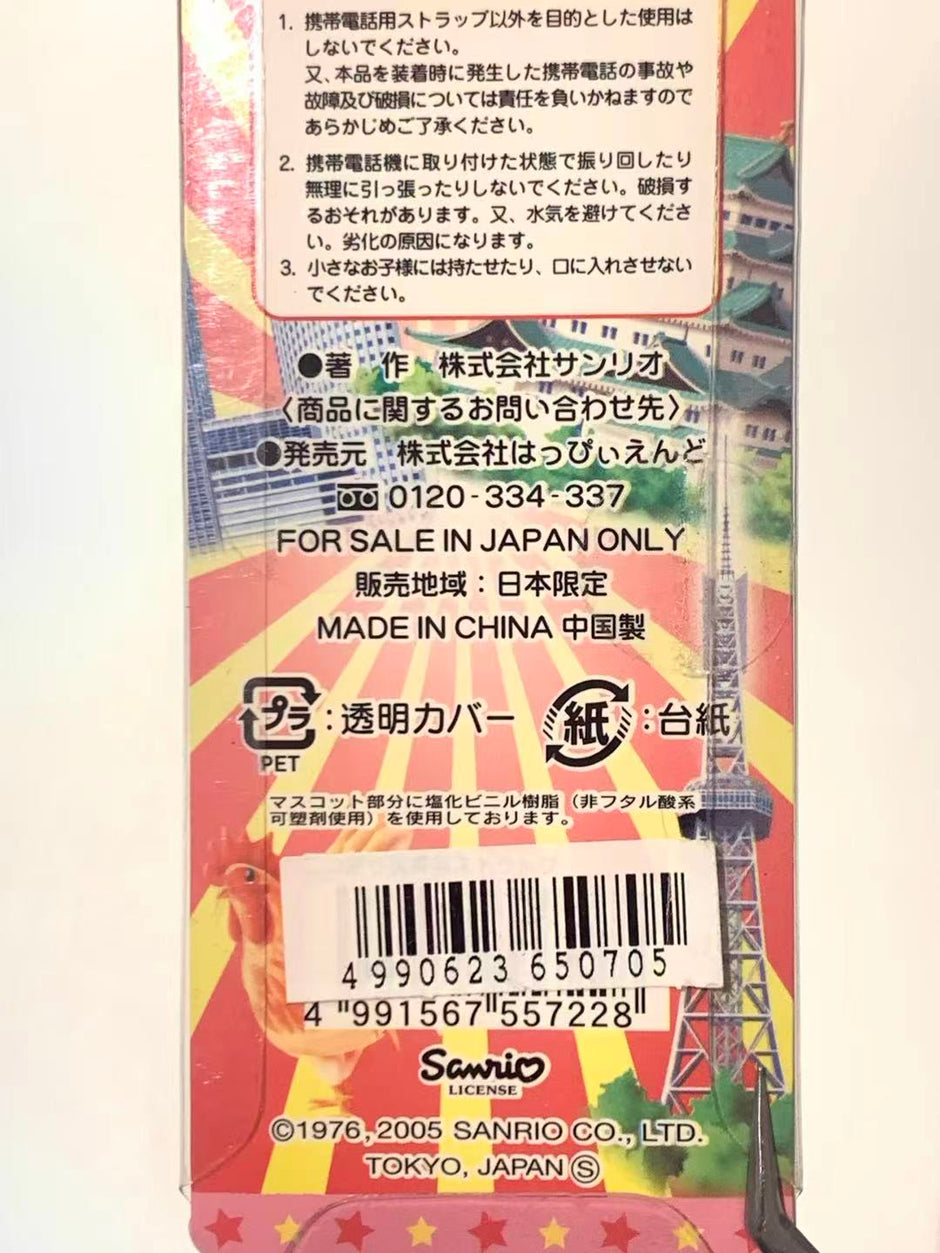 1. 携帯電話用ストラップ以外を目的とした使用は
しないでください。
又、本品を装着時に発生した携帯電話の事故や
故障及び破損については責任を負いかねますので
あらかじめご了承ください。
2. 携帯電話機に取り付けた状態で振り回したり
無理に引っ張ったりしないでください。破損す
るおそれがあります。又、水気を避けてくださ
い。劣化の原因になります。
3. 小さなお子様には持たせたり、口に入れさせない
でください。
●著 作 株式会社サンリオ
〈商品に関するお問い合わせ先〉
●発売元 株式会社はっぴぃえんど
0120-334-337
FOR SALE IN JAPAN ONLY
販売地域：日本限定
MADE IN CHINA 中国製
プラ：透明カバー 紙：台紙
PET
マスコット部分に塩化ビニル樹脂（非フタル酸系
可塑剤使用）を使用しております。
4 990623 650705
4 "991567"557228"
Sanrio
LICENSE
©1976,2005 SANRIO CO., LTD.
TOKYO, JAPAN Ⓢ